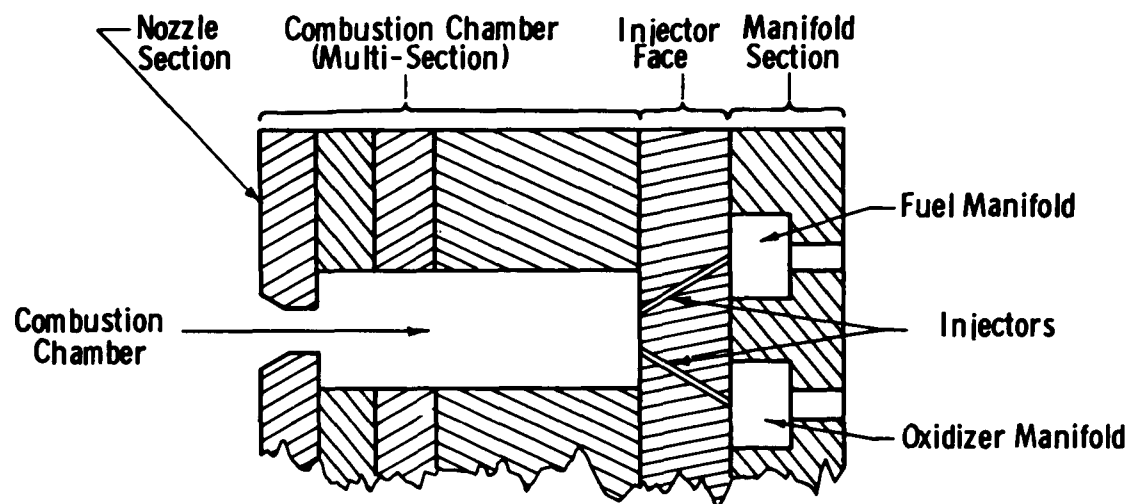 Nozzle
Section
Combustion Chamber
(Multi-Section)
Injector
Face
Manifold
Section
Fuel Manifold
Combustion
Chamber
Injectors
Oxidizer Manifold